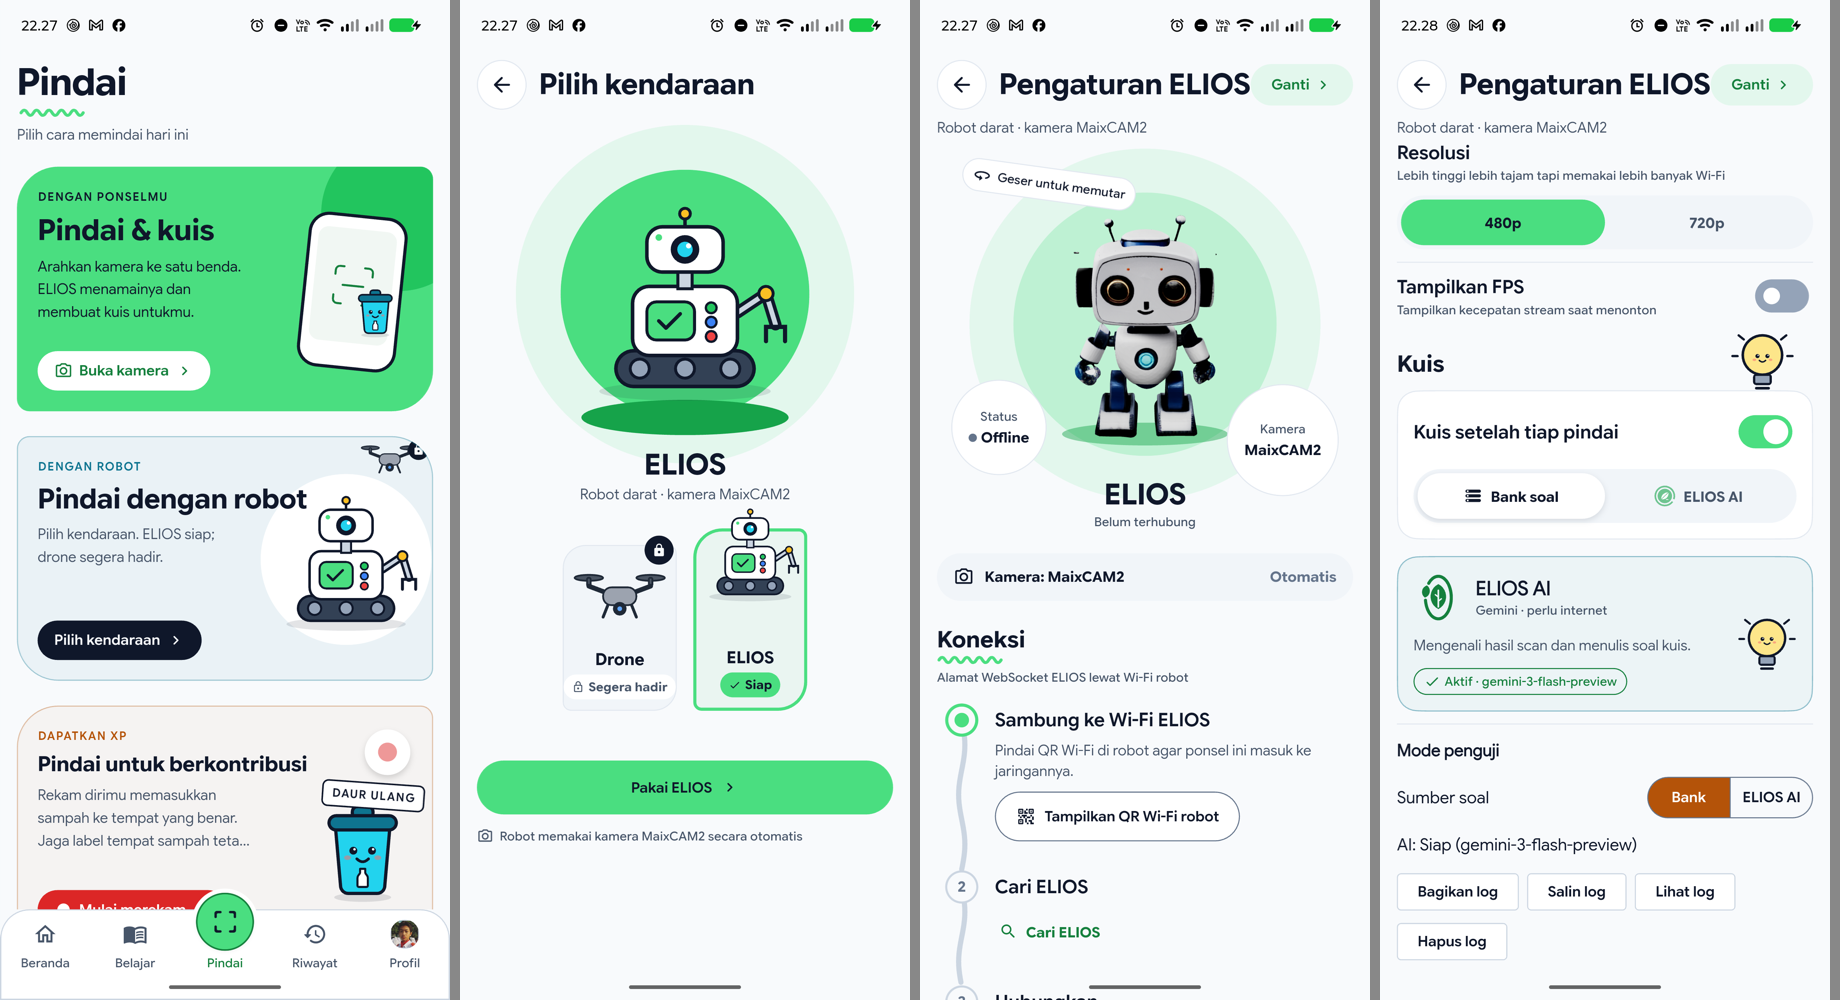 22.27
Pindai
Pilih cara memindai hari ini
DENGAN PONSELMU
Pindai & kuis
Arahkan kamera ke satu benda.
ELIOS menamainya dan
membuat kuis untukmu.
Buka kamera
DENGAN ROBOT
Pindai dengan robot
Pilih kendaraan. ELIOS siap;
drone segera hadir.
Pilih kendaraan
DAPATKAN XP
Pindai untuk berkontribusi
Rekam dirimu memasukkan
sampah ke tempat yang benar.
Jaga label tempat sampah teta...
DAUR ULANG
Mulai merekam
Beranda
Belajar
Pindai
Riwayat
Profil
22.27
Pilih kendaraan
ELIOS
Robot darat · kamera MaixCAM2
Drone
Segera hadir
ELIOS
Siap
Pakai ELIOS
Robot memakai kamera MaixCAM2 secara otomatis
22.27
Pengaturan ELIOS
Ganti
Robot darat · kamera MaixCAM2
Geser untuk memutar
Status
Offline
Kamera
MaixCAM2
ELIOS
Belum terhubung
Kamera: MaixCAM2
Otomatis
Koneksi
Alamat WebSocket ELIOS lewat Wi-Fi robot
Sambung ke Wi-Fi ELIOS
Pindai QR Wi-Fi di robot agar ponsel ini masuk ke
jaringannya.
Tampilkan QR Wi-Fi robot
2
Cari ELIOS
Cari ELIOS
3
Hubungkan
22.28
Pengaturan ELIOS
Ganti
Robot darat · kamera MaixCAM2
Resolusi
Lebih tinggi lebih tajam tapi memakai lebih banyak Wi-Fi
480p
720p
Tampilkan FPS
Tampilkan kecepatan stream saat menonton
Kuis
Kuis setelah tiap pindai
Bank soal
ELIOS AI
ELIOS AI
Gemini · perlu internet
Mengenali hasil scan dan menulis soal kuis.
Aktif · gemini-3-flash-preview
Mode penguji
Sumber soal
Bank
ELIOS AI
AI: Siap (gemini-3-flash-preview)
Bagikan log
Salin log
Lihat log
Hapus log